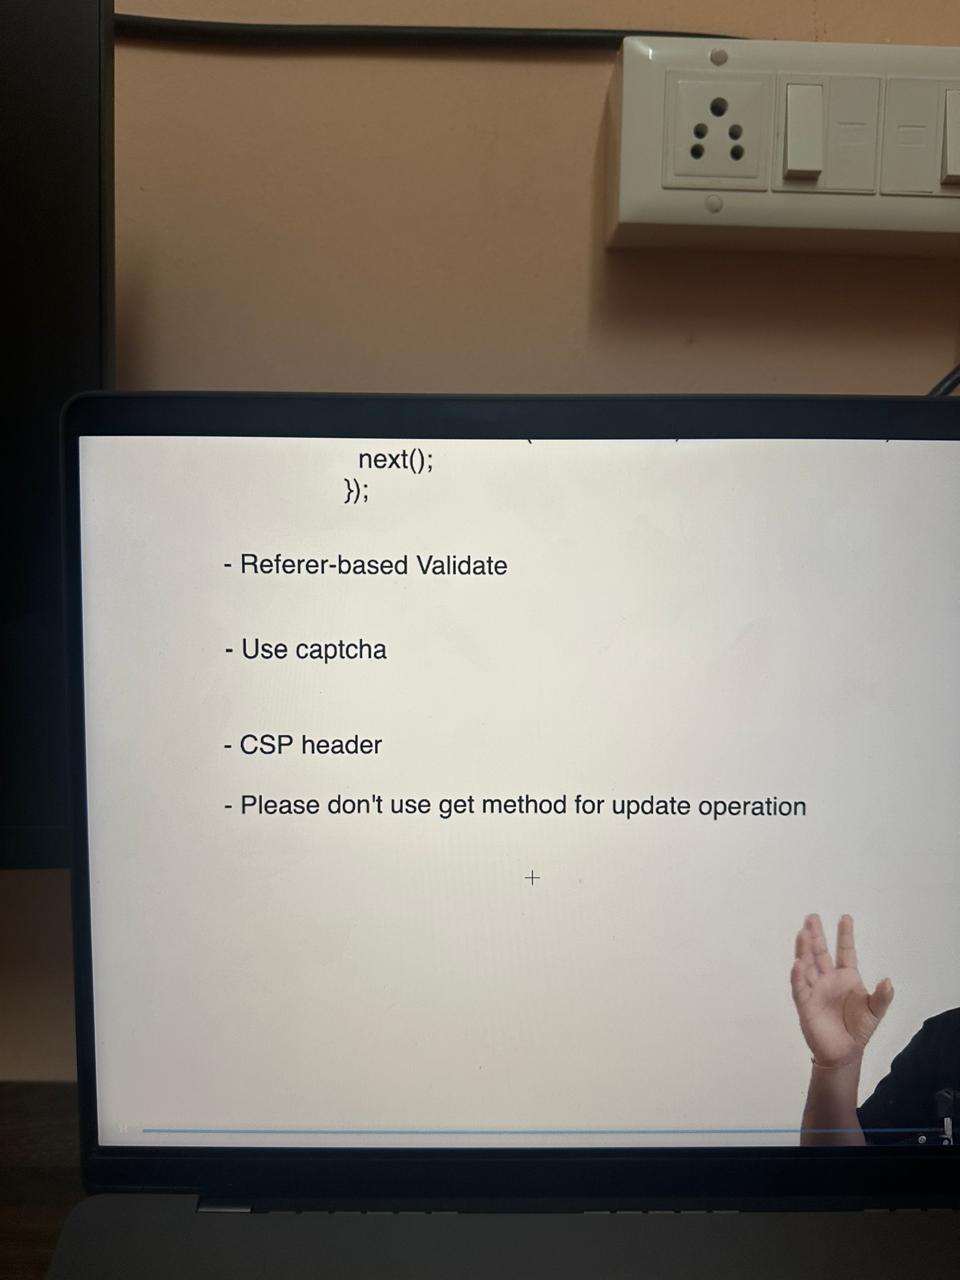 next();
});
- Referer-based Validate
- Use captcha
- CSP header
- Please don't use get method for update operation